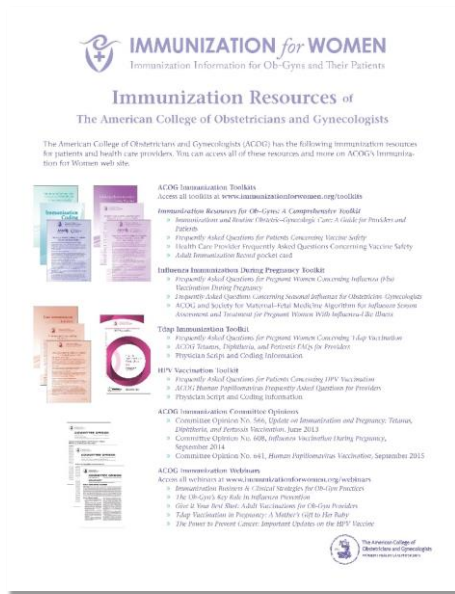 IMMUNIZATION for WOMEN
Immunization Information for Ob-Gyns and Their Patients
Immunization Resources of
The American College of Obstetricians and Gynecologists
The American College of Obstetricians and Gynecologists (ACOG) has the following immunization resources
for patients and health care providers. You can access all of these resources and more on ACOG's Immuniza-
tion for Women web site.
ACOG Immunization Toolkits
Access all toolkits at www.immunizationforwomen.org/toolkits
Immunization Resources for Ob-Gyns: A Comprehensive Toolkit
» Immunizations and Routine Obstetric-Gynecologic Care: A Guide for Providers and
Patients
» Frequently Asked Questions for Patients Concerning Vaccine Safety
» Health Care Provider Frequently Asked Questions Concerning Vaccine Safety
» Adult Immunization Record pocket card
Influenza Immunization During Pregnancy Toolkit
» Frequently Asked Questions for Pregnant Women Concerning Influenza (Flu)
Vaccination During Pregnancy
» Frequently Asked Questions Concerning Seasonal Influenza for Obstetrician-Gynecologists
» ACOG and Society for Maternal-Fetal Medicine Algorithm for Influenza Season
Assessment and Treatment for Pregnant Women With Influenza-like Illness
Tdap Immunization Toolkit
» Frequently Asked Questions for Pregnant Women Concerning Tdap Vaccination
» ACOG Tetanus, Diphtheria, and Pertussis FAQs for Providers
» Physician Script and Coding Information
HPV Vaccination Toolkit
» Frequently Asked Questions for Patients Concerning HPV Vaccination
» ACOG Human Papillomavirus Frequently Asked Questions for Providers
» Physician Script and Coding Information
ACOG Immunization Committee Opinions
» Committee Opinion No. 566, Update on Immunization and Pregnancy: Tetanus,
Diphtheria, and Pertussis Vaccination, June 2013
» Committee Opinion No. 608, Influenza Vaccination During Pregnancy,
September 2014
» Committee Opinion No. 641, Human Papillomavirus Vaccination, September 2015
ACOG Immunization Webinars
Access all webinars at www.immunizationforwomen.org/webinars
» Immunization Business & Clinical Strategies for Ob-Gyn Practices
» The Ob-Gyn's Key Role in Influenza Prevention
» Give it Your Best Shot: Adult Vaccinations for Ob-Gyn Providers
» Tdap Vaccination in Pregnancy: A Mother's Gift to Her Baby
» The Power to Prevent Cancer: Important Updates on the HPV Vaccine
The American College of
Obstetricians and Gynecologists